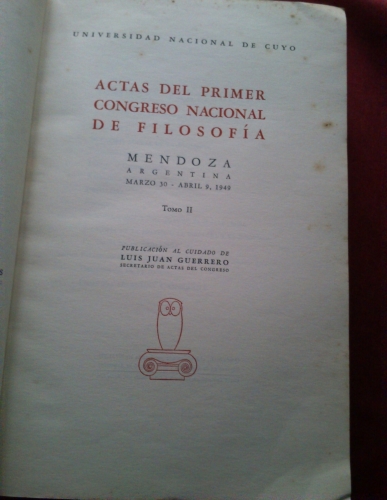 UNIVERSIDAD NACIONAL DE CUYO
ACTAS DEL PRIMER
CONGRESO NACIONAL
DE FILOSOFÍA
MENDOZA
ARGENTINA
MARZO 30 - ABRIL 9, 1949
TOMO II
PUBLICACIÓN AL CUIDADO DE
LUIS JUAN GUERRERO
SECRETARIO DE ACTAS DEL CONGRESO